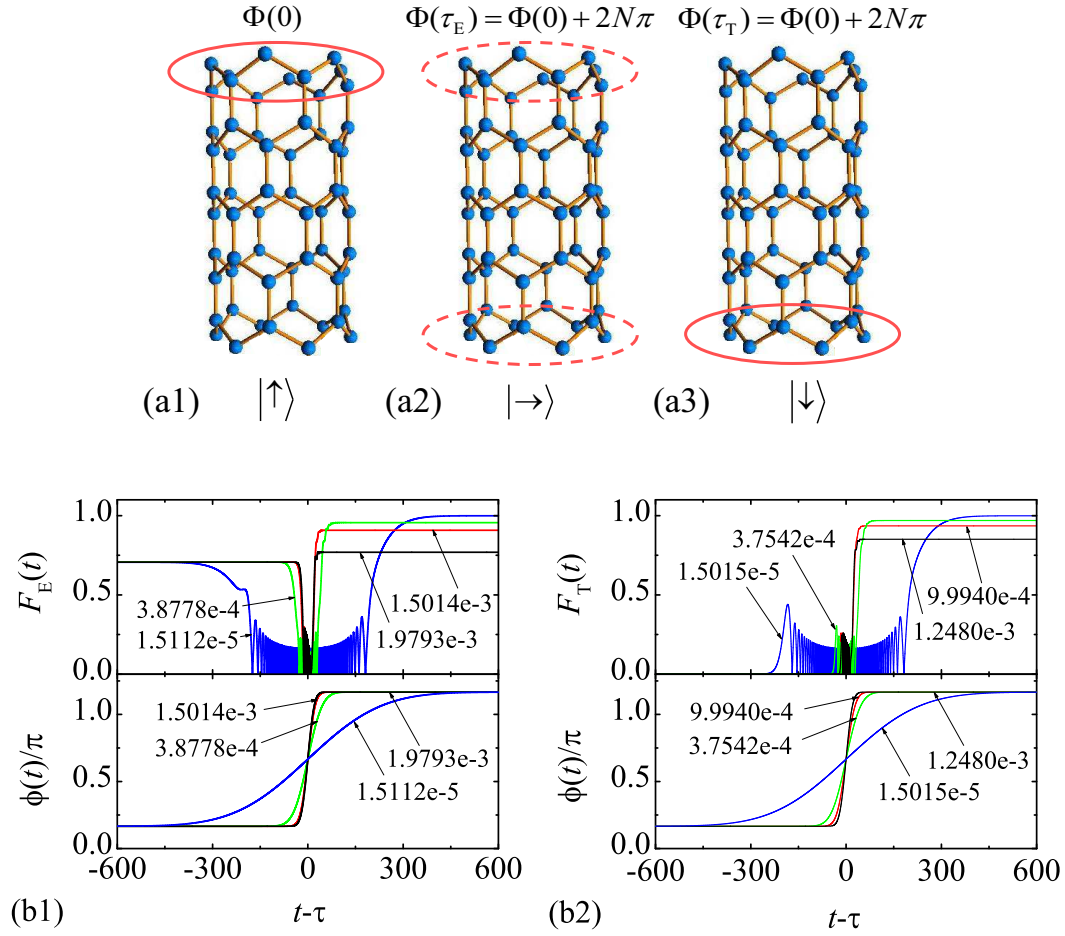 Φ(0)
Φ(τ_E) = Φ(0) + 2Nπ
Φ(τ_T) = Φ(0) + 2Nπ
(a1) |↑⟩
(a2) |→⟩
(a3) |↓⟩
F_E(t)
1.0
0.5
0.0
3.8778e-4
1.5112e-5
1.5014e-3
1.9793e-3
ϕ(t)/π
1.0
0.5
0.0
1.5014e-3
3.8778e-4
1.9793e-3
1.5112e-5
-600 -300 0 300 600
(b1) t-τ
F_T(t)
1.0
0.5
0.0
3.7542e-4
1.5015e-5
9.9940e-4
1.2480e-3
ϕ(t)/π
1.0
0.5
0.0
9.9940e-4
3.7542e-4
1.2480e-3
1.5015e-5
-600 -300 0 300 600
(b2) t-τ